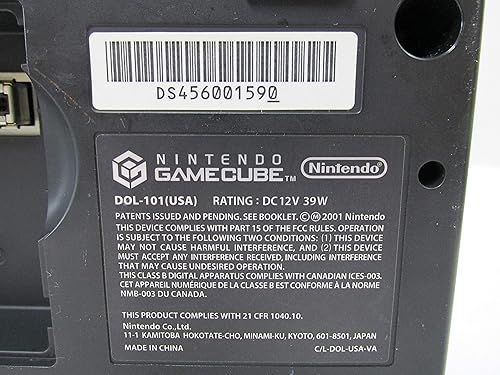 DS456001590
NINTENDO
GAMECUBE™ Nintendo
DOL-101(USA) RATING : DC12V 39W
PATENTS ISSUED AND PENDING. SEE BOOKLET. ©Ⓜ 2001 Nintendo
THIS DEVICE COMPLIES WITH PART 15 OF THE FCC RULES. OPERATION
IS SUBJECT TO THE FOLLOWING TWO CONDITIONS: (1) THIS DEVICE
MAY NOT CAUSE HARMFUL INTERFERENCE, AND (2) THIS DEVICE
MUST ACCEPT ANY INTERFERENCE RECEIVED, INCLUDING INTERFERENCE
THAT MAY CAUSE UNDESIRED OPERATION.
THIS CLASS B DIGITAL APPARATUS COMPLIES WITH CANADIAN ICES-003.
CET APPAREIL NUMÉRIQUE DE LA CLASSE B EST CONFORME À LA NORME
NMB-003 DU CANADA.
THIS PRODUCT COMPLIES WITH 21 CFR 1040.10.
Nintendo Co.,Ltd.
11-1 KAMITOBA HOKOTATE-CHO, MINAMI-KU, KYOTO, 601-8501, JAPAN
MADE IN CHINA C/L-DOL-USA-VA